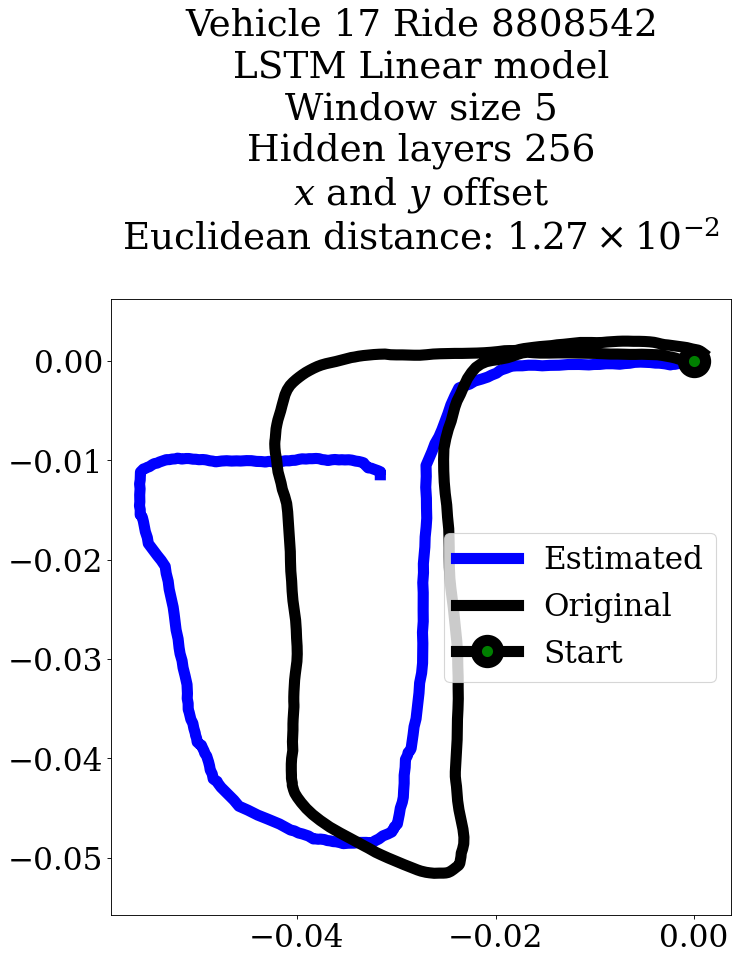 Vehicle 17 Ride 8808542
LSTM Linear model
Window size 5
Hidden layers 256
x and y offset
Euclidean distance: 1.27 × 10⁻²
0.00
−0.01
−0.02
−0.03
−0.04
−0.05
Estimated
Original
Start
−0.04 −0.02 0.00